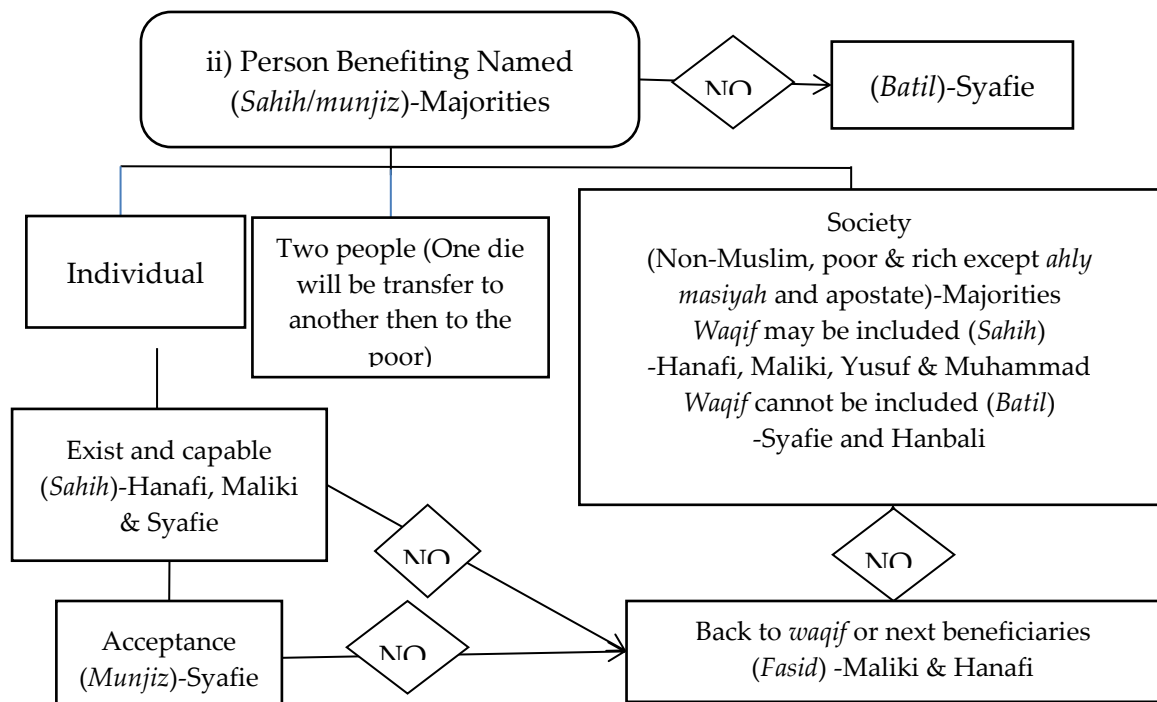 ii) Person Benefiting Named
(Sahih/munjiz)-Majorities
NO
(Batil)-Syafie
Individual
Two people (One die
will be transfer to
another then to the
poor)
Society
(Non-Muslim, poor & rich except ahly
masiyah and apostate)-Majorities
Waqif may be included (Sahih)
-Hanafi, Maliki, Yusuf & Muhammad
Waqif cannot be included (Batil)
-Syafie and Hanbali
Exist and capable
(Sahih)-Hanafi, Maliki
& Syafie
NO
NO
Acceptance
(Munjiz)-Syafie
NO
Back to waqif or next beneficiaries
(Fasid) -Maliki & Hanafi